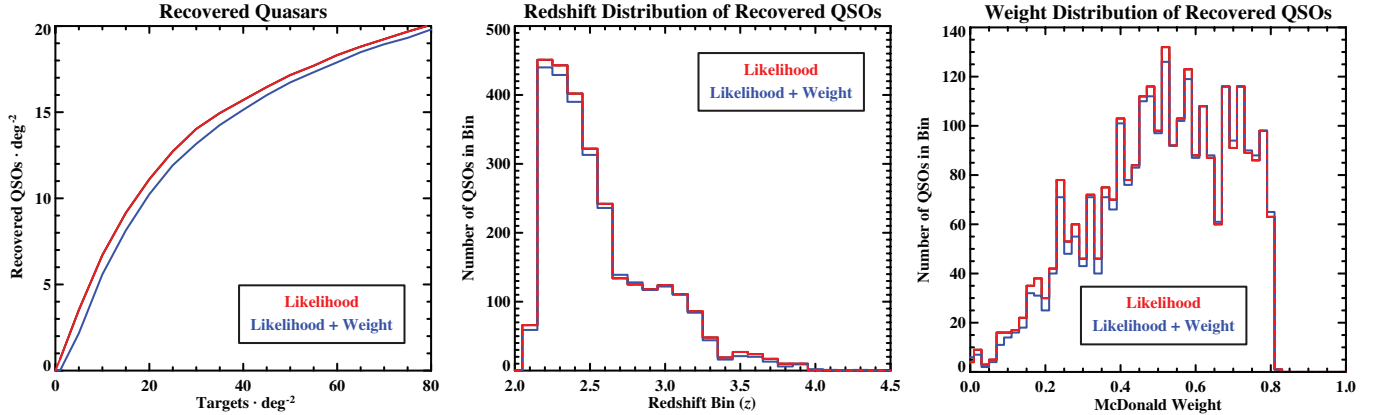 Recovered Quasars
Recovered QSOs · deg-2
20
15
10
5
0
Likelihood
Likelihood + Weight
0 20 40 60 80
Targets · deg-2
Redshift Distribution of Recovered QSOs
Number of QSOs in Bin
500
400
300
200
100
0
Likelihood
Likelihood + Weight
2.0 2.5 3.0 3.5 4.0 4.5
Redshift Bin (z)
Weight Distribution of Recovered QSOs
Number of QSOs in Bin
140
120
100
80
60
40
20
0
Likelihood
Likelihood + Weight
0.0 0.2 0.4 0.6 0.8 1.0
McDonald Weight